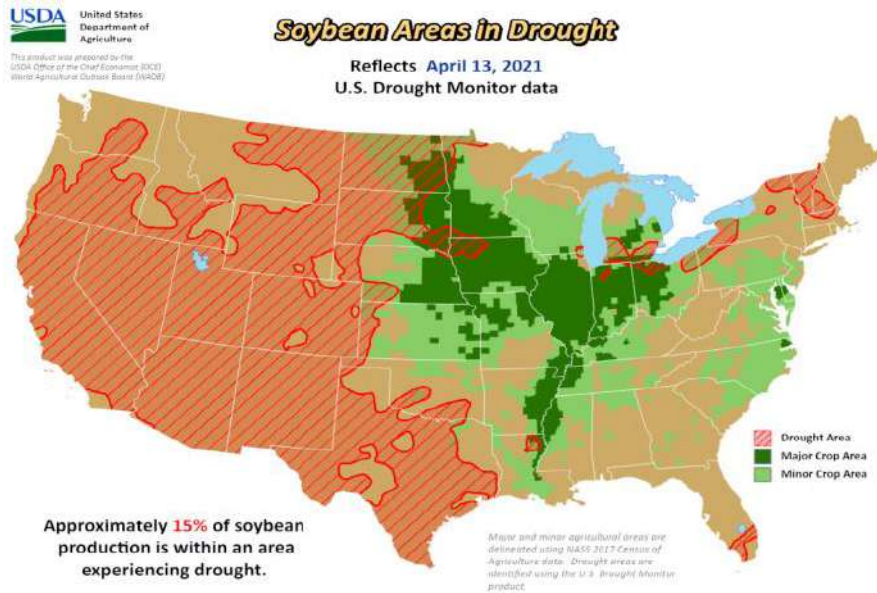 USDA
United States
Department of
Agriculture
This product was prepared by the
USDA Office of the Chief Economist (OCE)
World Agricultural Outlook Board (WAOB)
Soybean Areas in Drought
Reflects April 13, 2021
U.S. Drought Monitor data
Drought Area
Major Crop Area
Minor Crop Area
Approximately 15% of soybean
production is within an area
experiencing drought.
Major and minor agricultural areas are
delineated using NASS 2017 Census of
Agriculture data. Drought areas are
identified using the U.S. Drought Monitor
product.